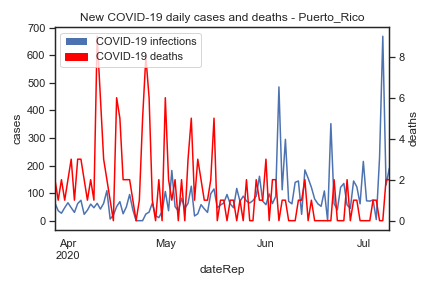 New COVID-19 daily cases and deaths - Puerto_Rico
COVID-19 infections
COVID-19 deaths
700
600
500
400
300
200
100
0
cases
8
6
4
2
0
deaths
Apr
2020
May
Jun
Jul
dateRep